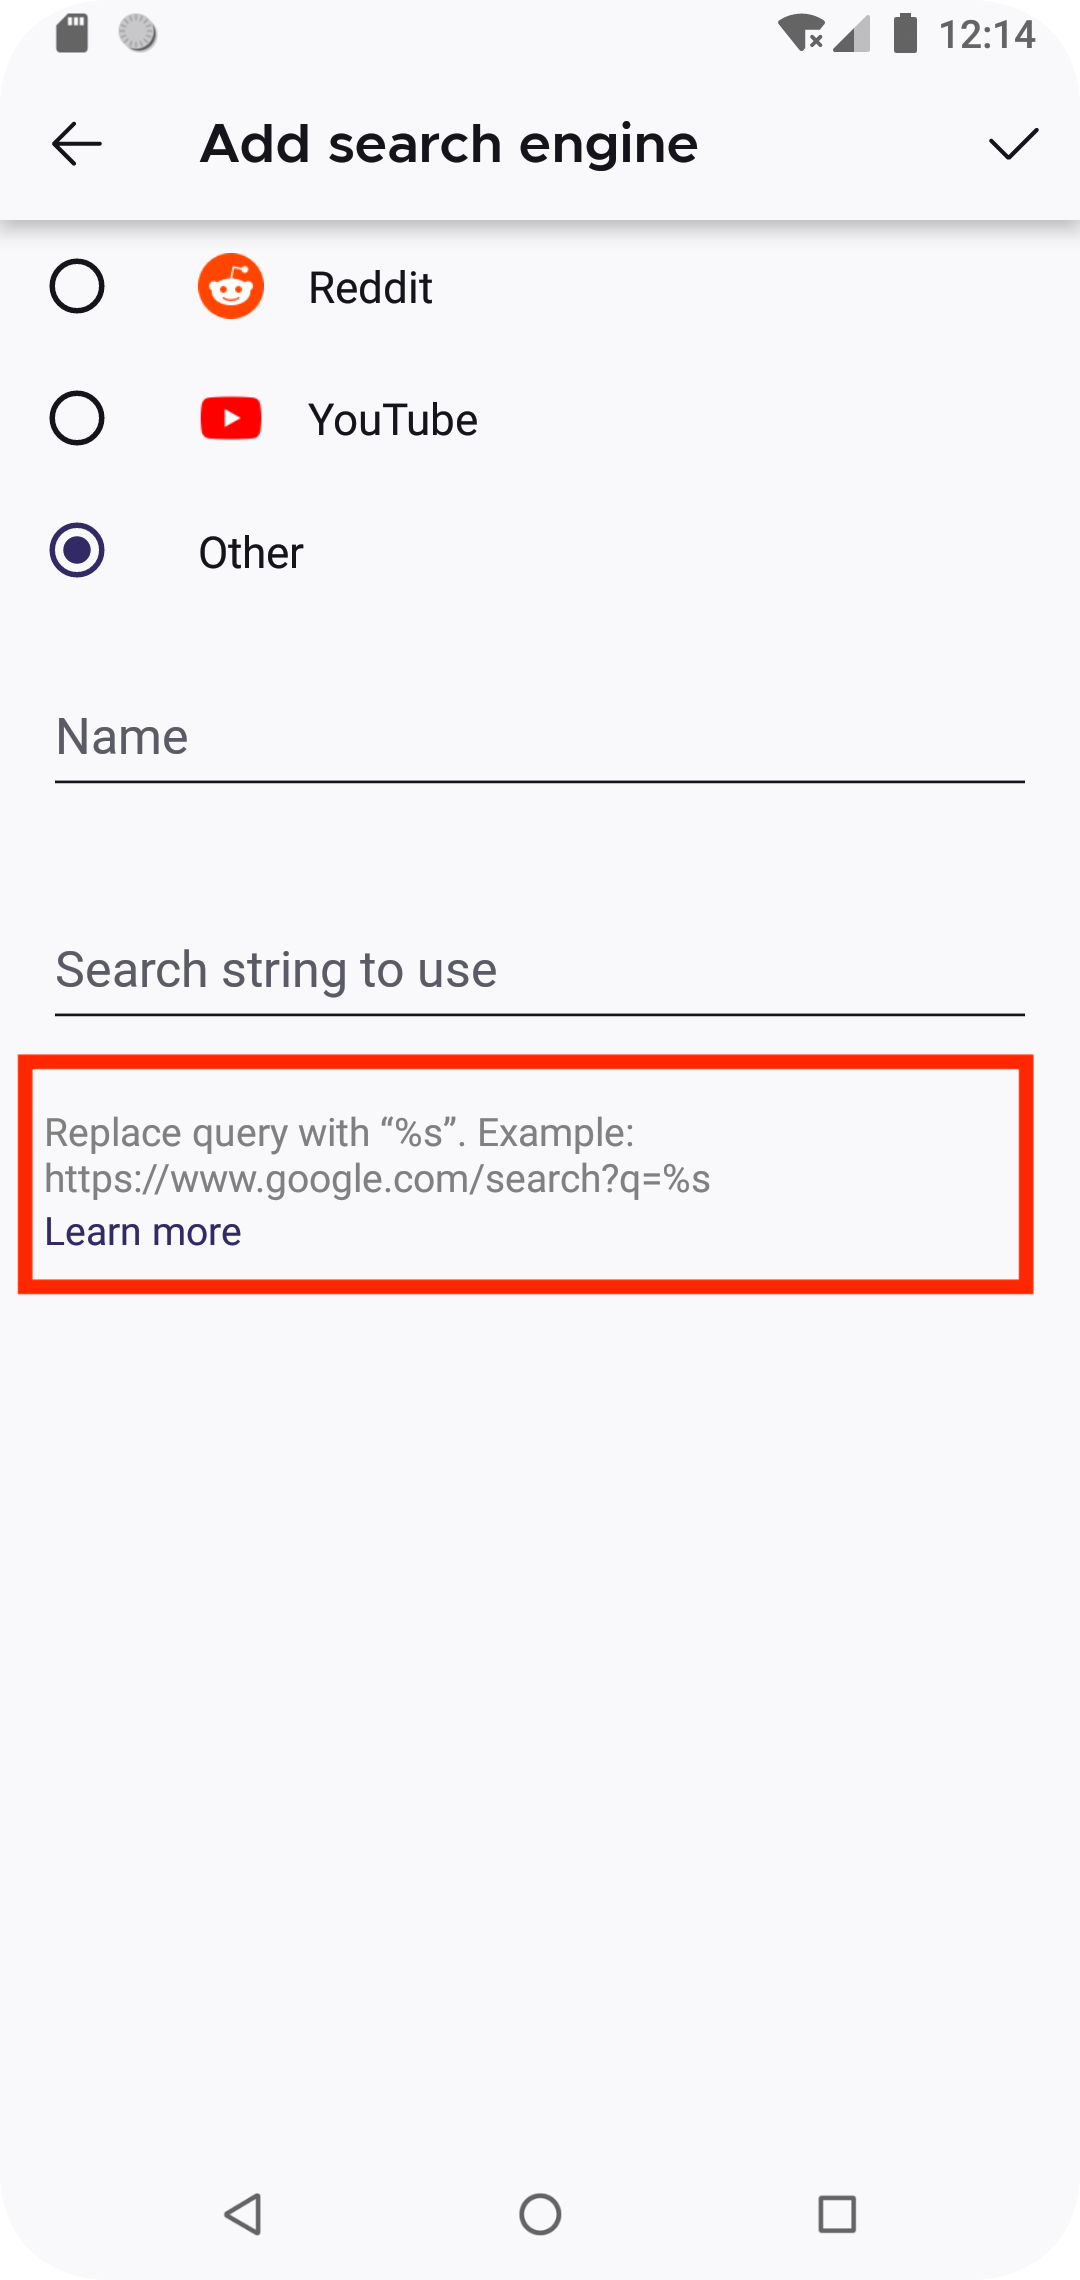 12:14
Add search engine
Reddit
YouTube
Other
Name
Search string to use
Replace query with “%s”. Example:
https://www.google.com/search?q=%s
Learn more